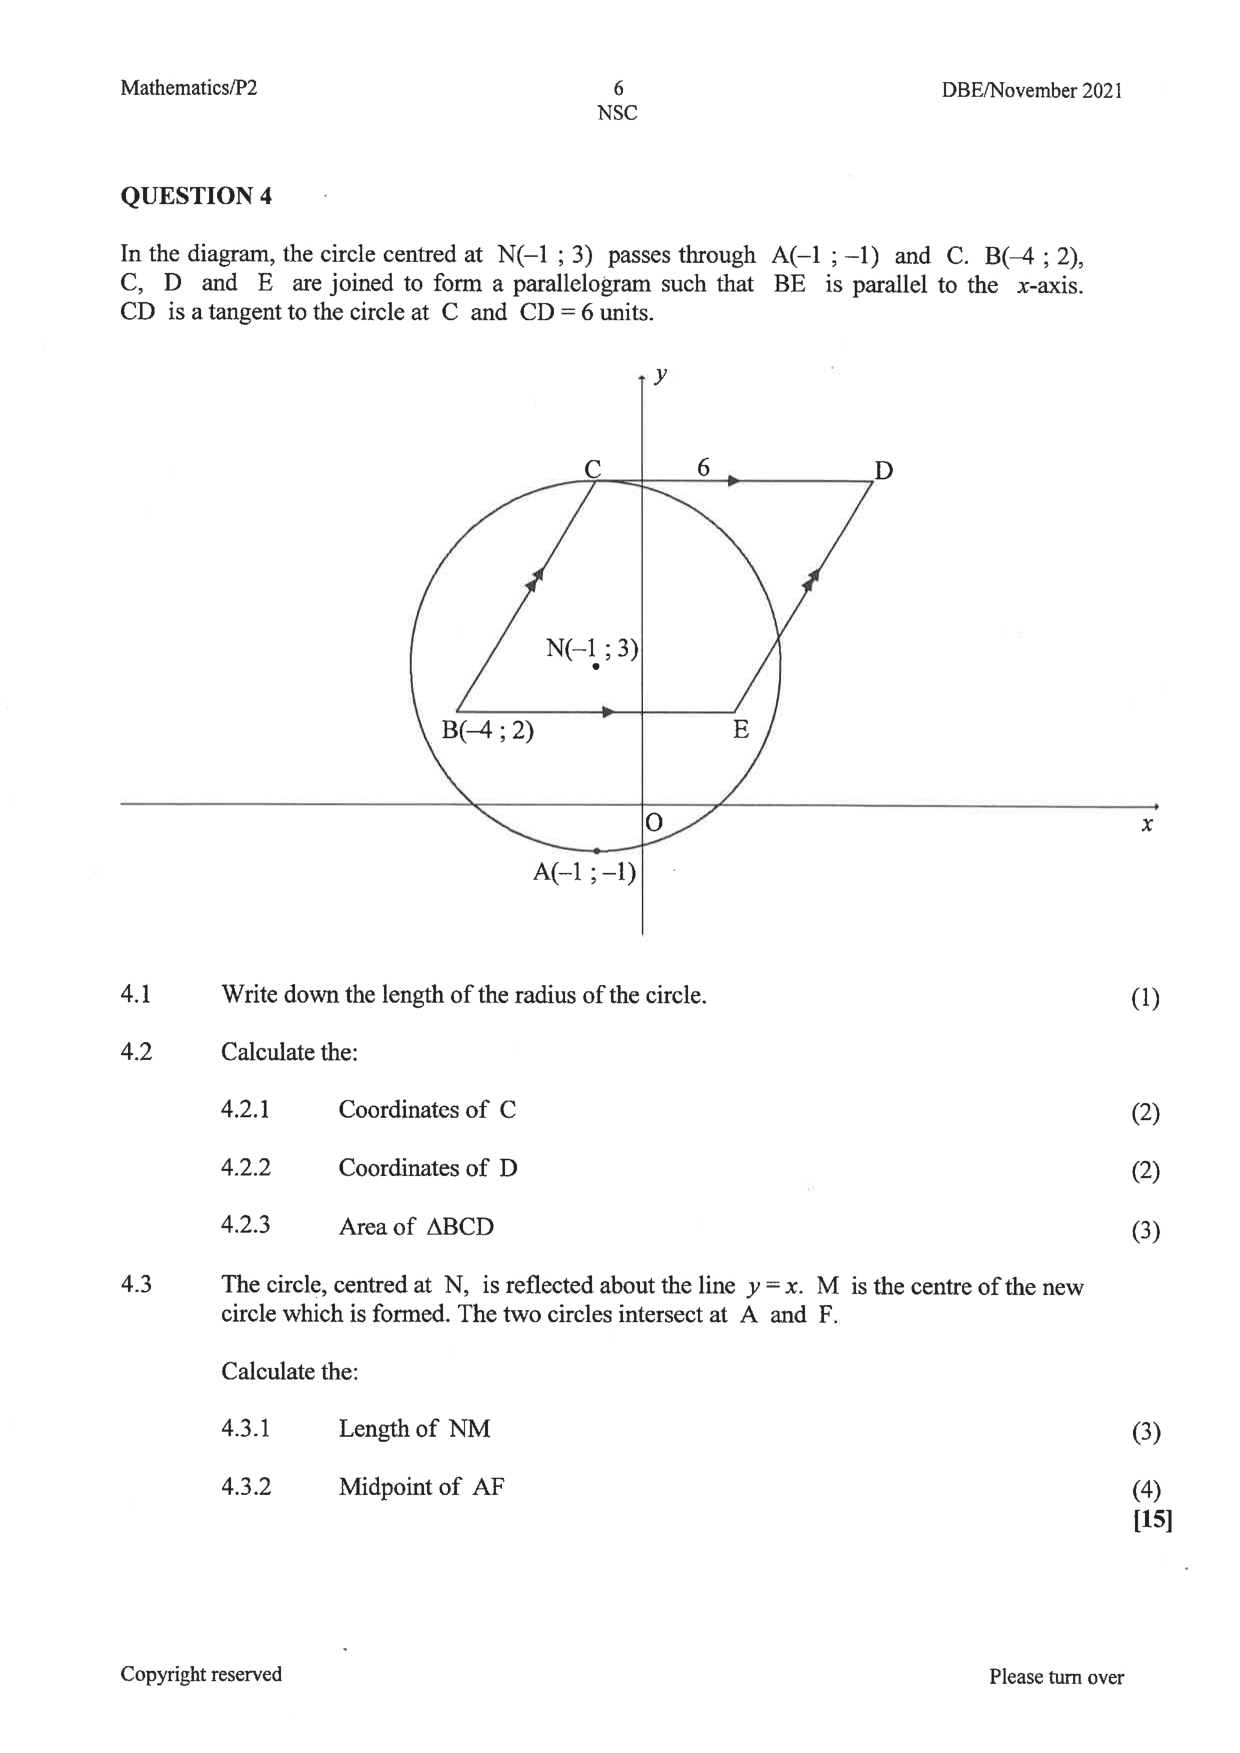 Mathematics/P2 6 DBE/November 2021
NSC
QUESTION 4
In the diagram, the circle centred at N(–1 ; 3) passes through A(–1 ; –1) and C. B(–4 ; 2),
C, D and E are joined to form a parallelogram such that BE is parallel to the x-axis.
CD is a tangent to the circle at C and CD = 6 units.
y
C 6 D
N(–1 ; 3)
B(–4 ; 2) E
O
x
A(–1 ; –1)
4.1 Write down the length of the radius of the circle. (1)
4.2 Calculate the:
4.2.1 Coordinates of C (2)
4.2.2 Coordinates of D (2)
4.2.3 Area of ΔBCD (3)
4.3 The circle, centred at N, is reflected about the line y = x. M is the centre of the new
circle which is formed. The two circles intersect at A and F.
Calculate the:
4.3.1 Length of NM (3)
4.3.2 Midpoint of AF (4)
[15]
Copyright reserved Please turn over